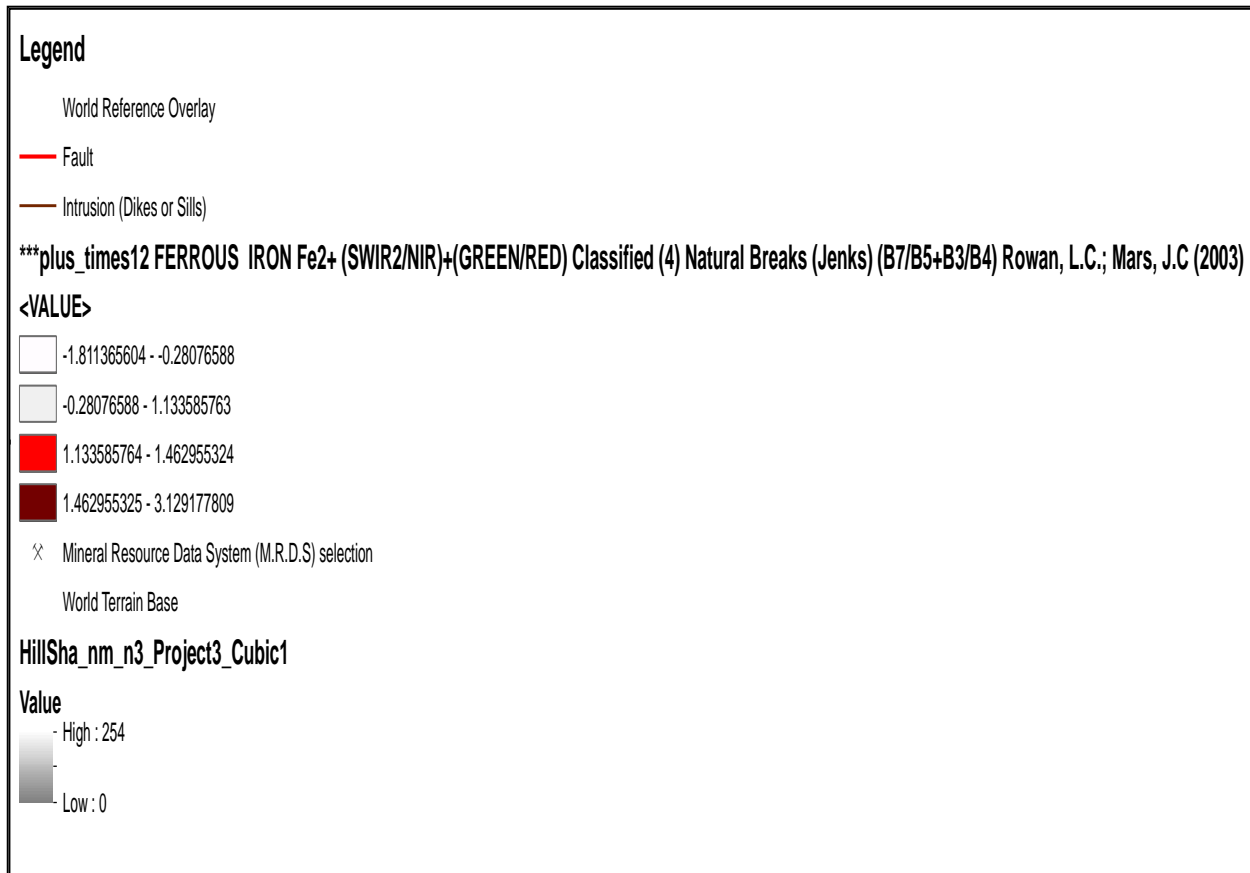 Legend
World Reference Overlay
Fault
Intrusion (Dikes or Sills)
***plus_times12 FERROUS  IRON Fe2+ (SWIR2/NIR)+(GREEN/RED) Classified (4) Natural Breaks (Jenks) (B7/B5+B3/B4) Rowan, L.C.; Mars, J.C (2003)
<VALUE>
-1.811365604 - -0.28076588
-0.28076588 - 1.133585763
1.133585764 - 1.462955324
1.462955325 - 3.129177809
Mineral Resource Data System (M.R.D.S) selection
World Terrain Base
HillSha_nm_n3_Project3_Cubic1
Value
High : 254
Low : 0